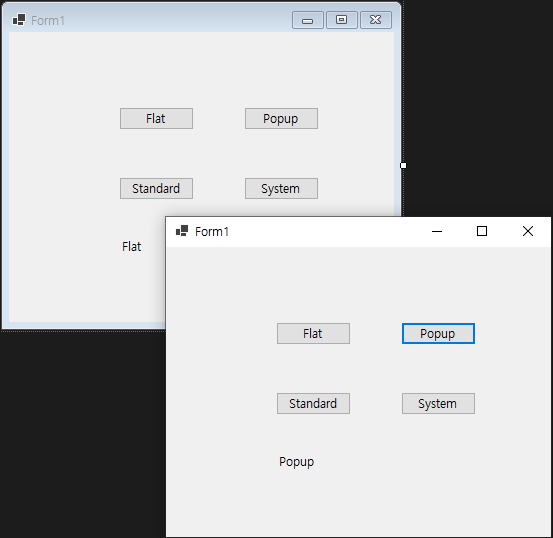 Form1
Flat
Popup
Standard
System
Flat
Form1
Flat
Popup
Standard
System
Popup